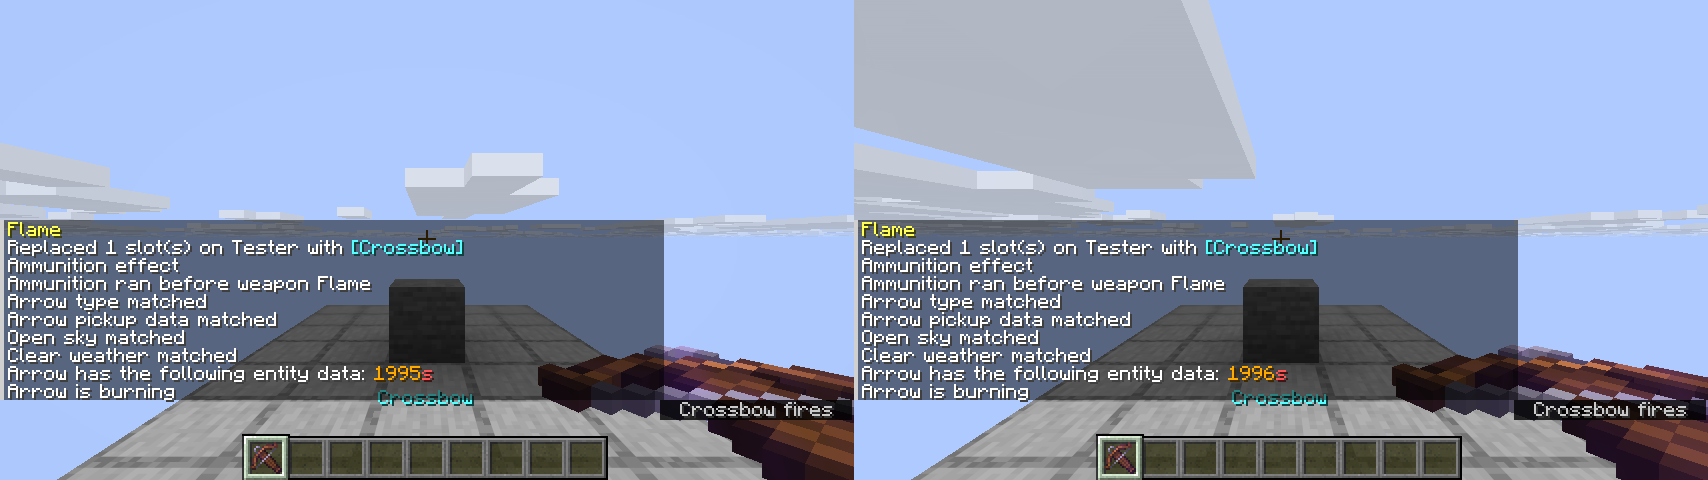 Flame
Replaced 1 slot(s) on Tester with [Crossbow]
Ammunition effect
Ammunition ran before weapon Flame
Arrow type matched
Arrow pickup data matched
Open sky matched
Clear weather matched
Arrow has the following entity data: 1995s
Arrow is burning
Crossbow
Crossbow fires
Flame
Replaced 1 slot(s) on Tester with [Crossbow]
Ammunition effect
Ammunition ran before weapon Flame
Arrow type matched
Arrow pickup data matched
Open sky matched
Clear weather matched
Arrow has the following entity data: 1996s
Arrow is burning
Crossbow
Crossbow fires